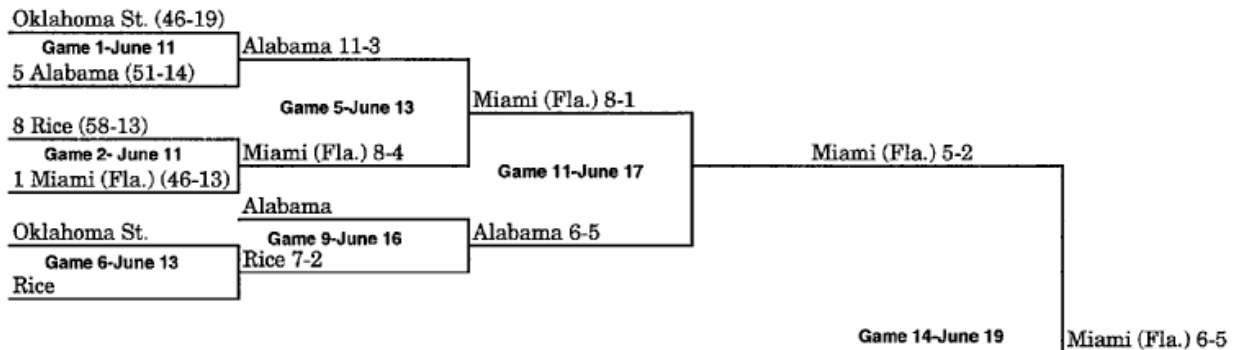 Oklahoma St. (46-19)
Game 1-June 11
Alabama 11-3
5 Alabama (51-14)
Game 5-June 13
Miami (Fla.) 8-1
8 Rice (58-13)
Game 2- June 11
Miami (Fla.) 8-4
Miami (Fla.) 5-2
1 Miami (Fla.) (46-13)
Game 11-June 17
Alabama
Oklahoma St.
Game 9-June 16
Alabama 6-5
Game 6-June 13
Rice 7-2
Rice
Game 14-June 19
Miami (Fla.) 6-5